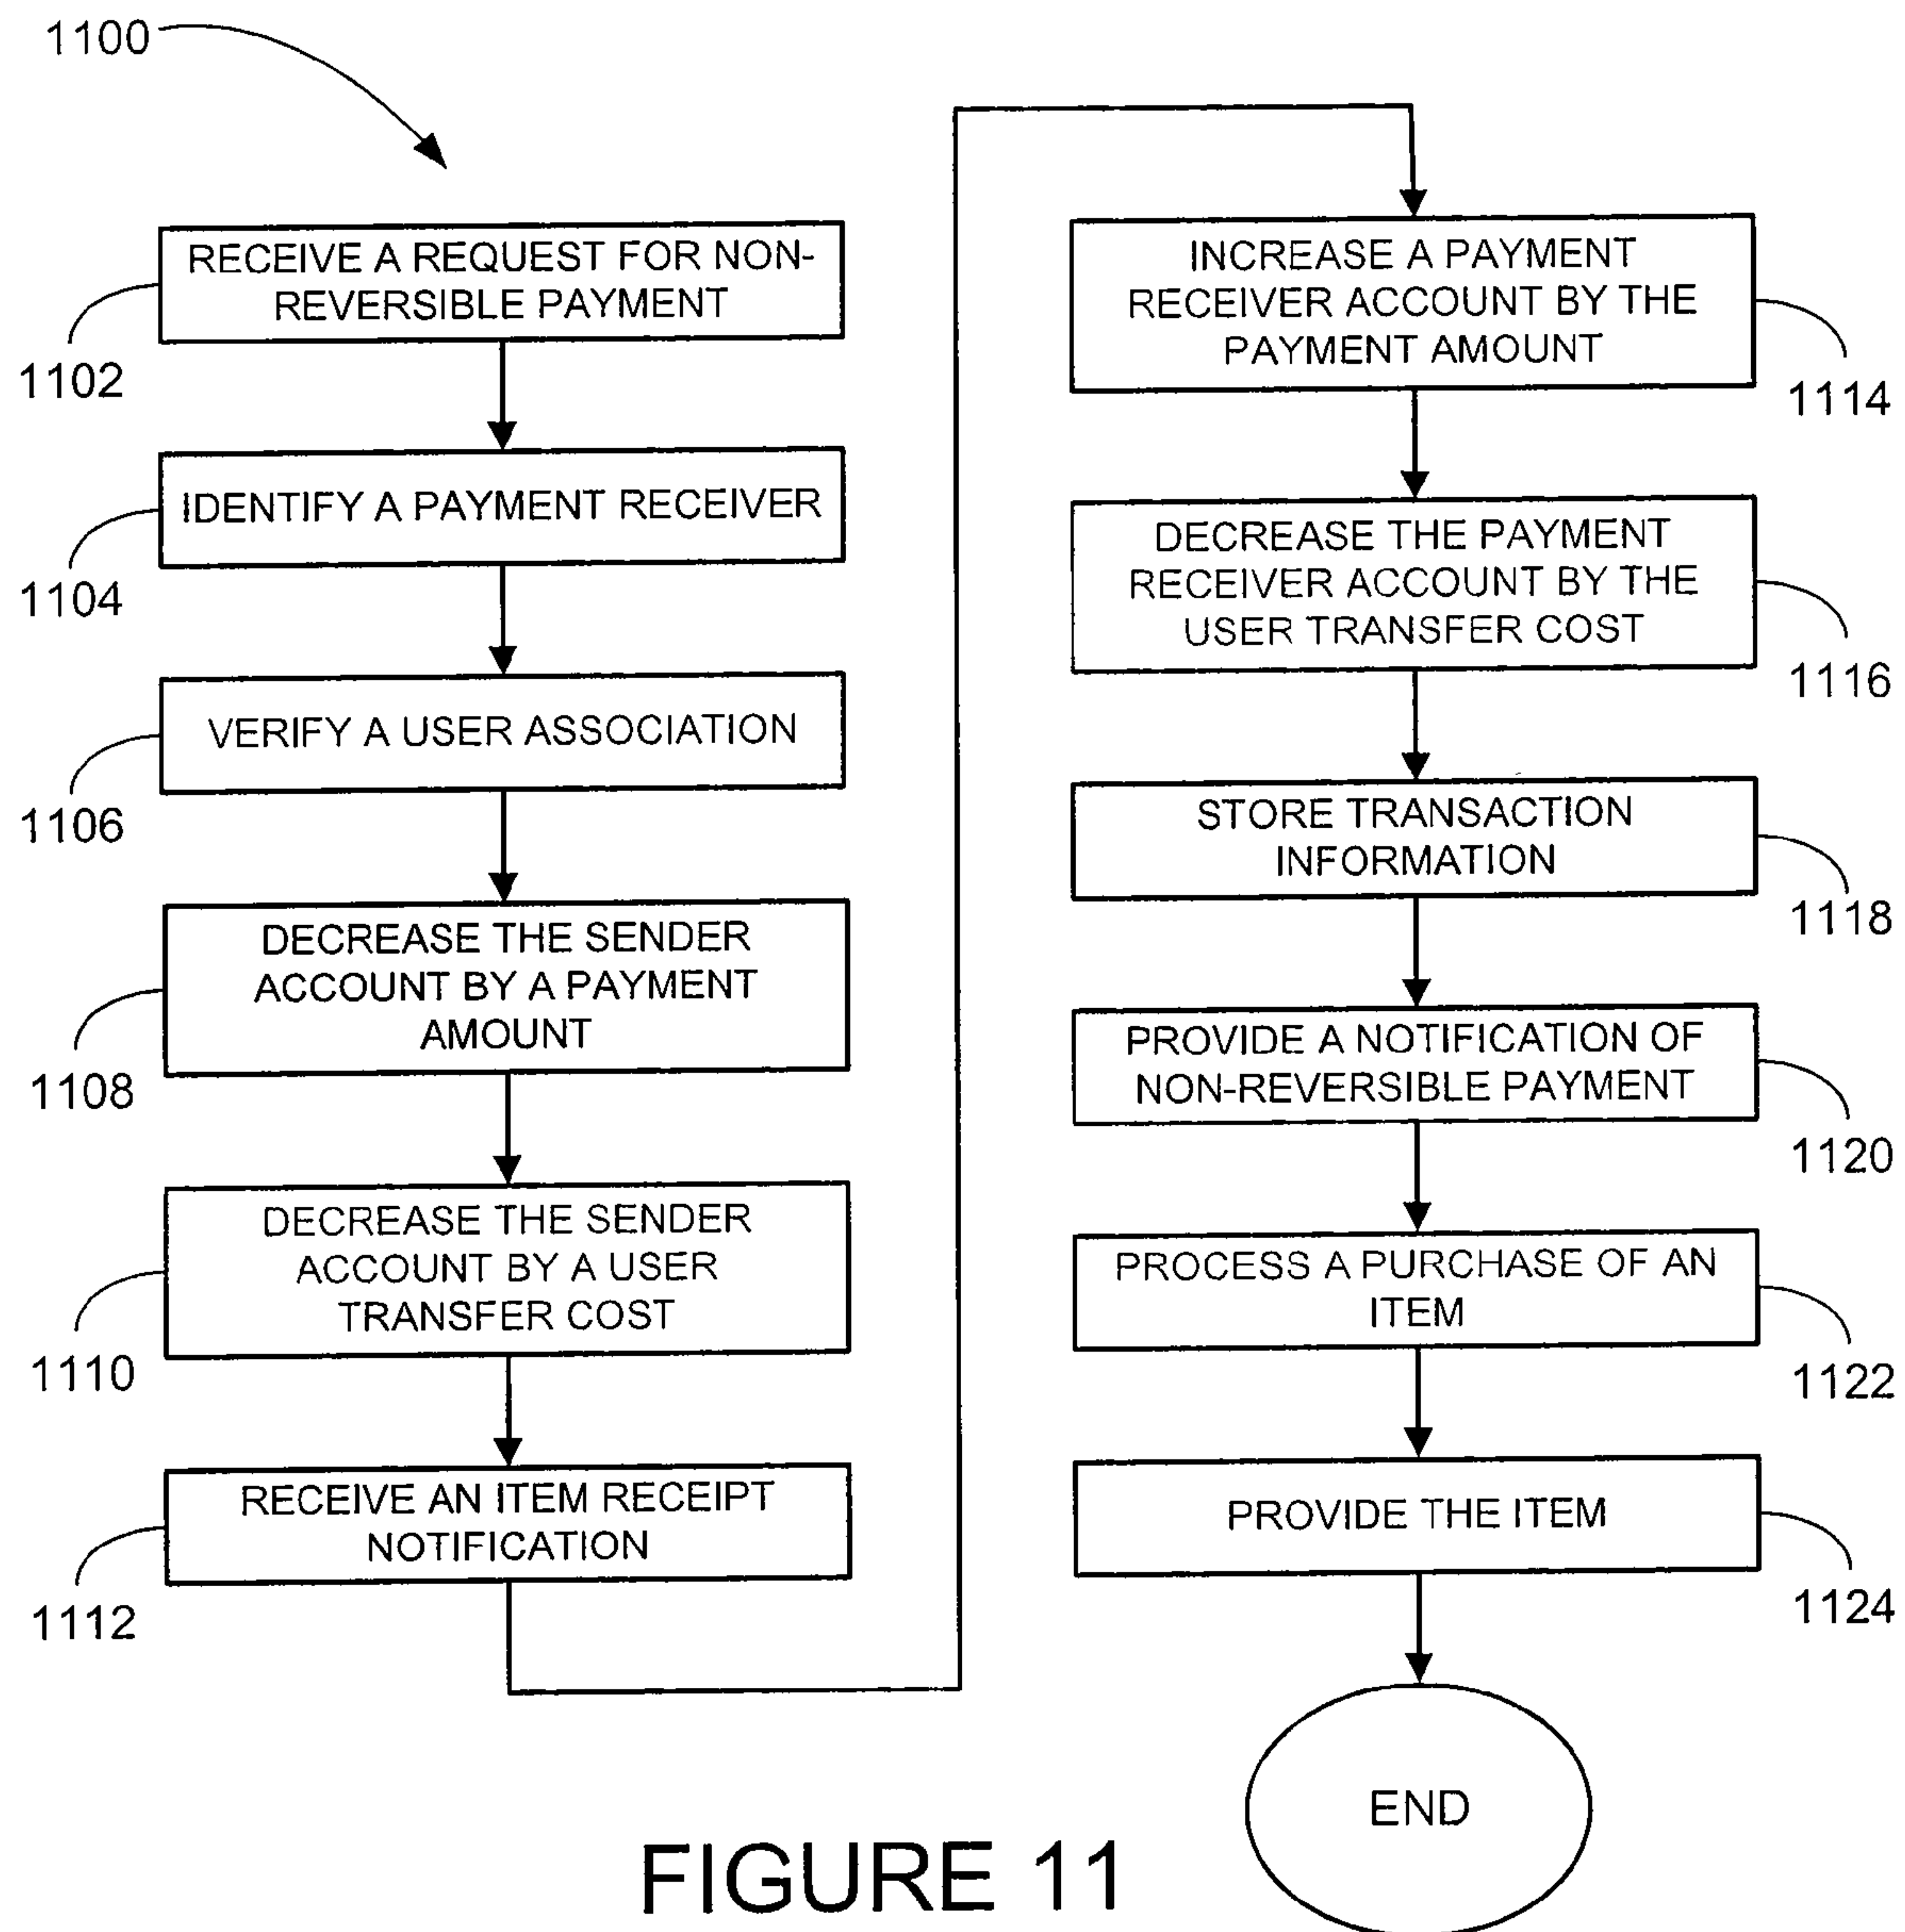 1100
RECEIVE A REQUEST FOR NON-
REVERSIBLE PAYMENT
1102
IDENTIFY A PAYMENT RECEIVER
1104
VERIFY A USER ASSOCIATION
1106
DECREASE THE SENDER
ACCOUNT BY A PAYMENT
AMOUNT
1108
DECREASE THE SENDER
ACCOUNT BY A USER
TRANSFER COST
1110
RECEIVE AN ITEM RECEIPT
NOTIFICATION
1112
INCREASE A PAYMENT
RECEIVER ACCOUNT BY THE
PAYMENT AMOUNT
1114
DECREASE THE PAYMENT
RECEIVER ACCOUNT BY THE
USER TRANSFER COST
1116
STORE TRANSACTION
INFORMATION
1118
PROVIDE A NOTIFICATION OF
NON-REVERSIBLE PAYMENT
1120
PROCESS A PURCHASE OF AN
ITEM
1122
PROVIDE THE ITEM
1124
END
FIGURE 11